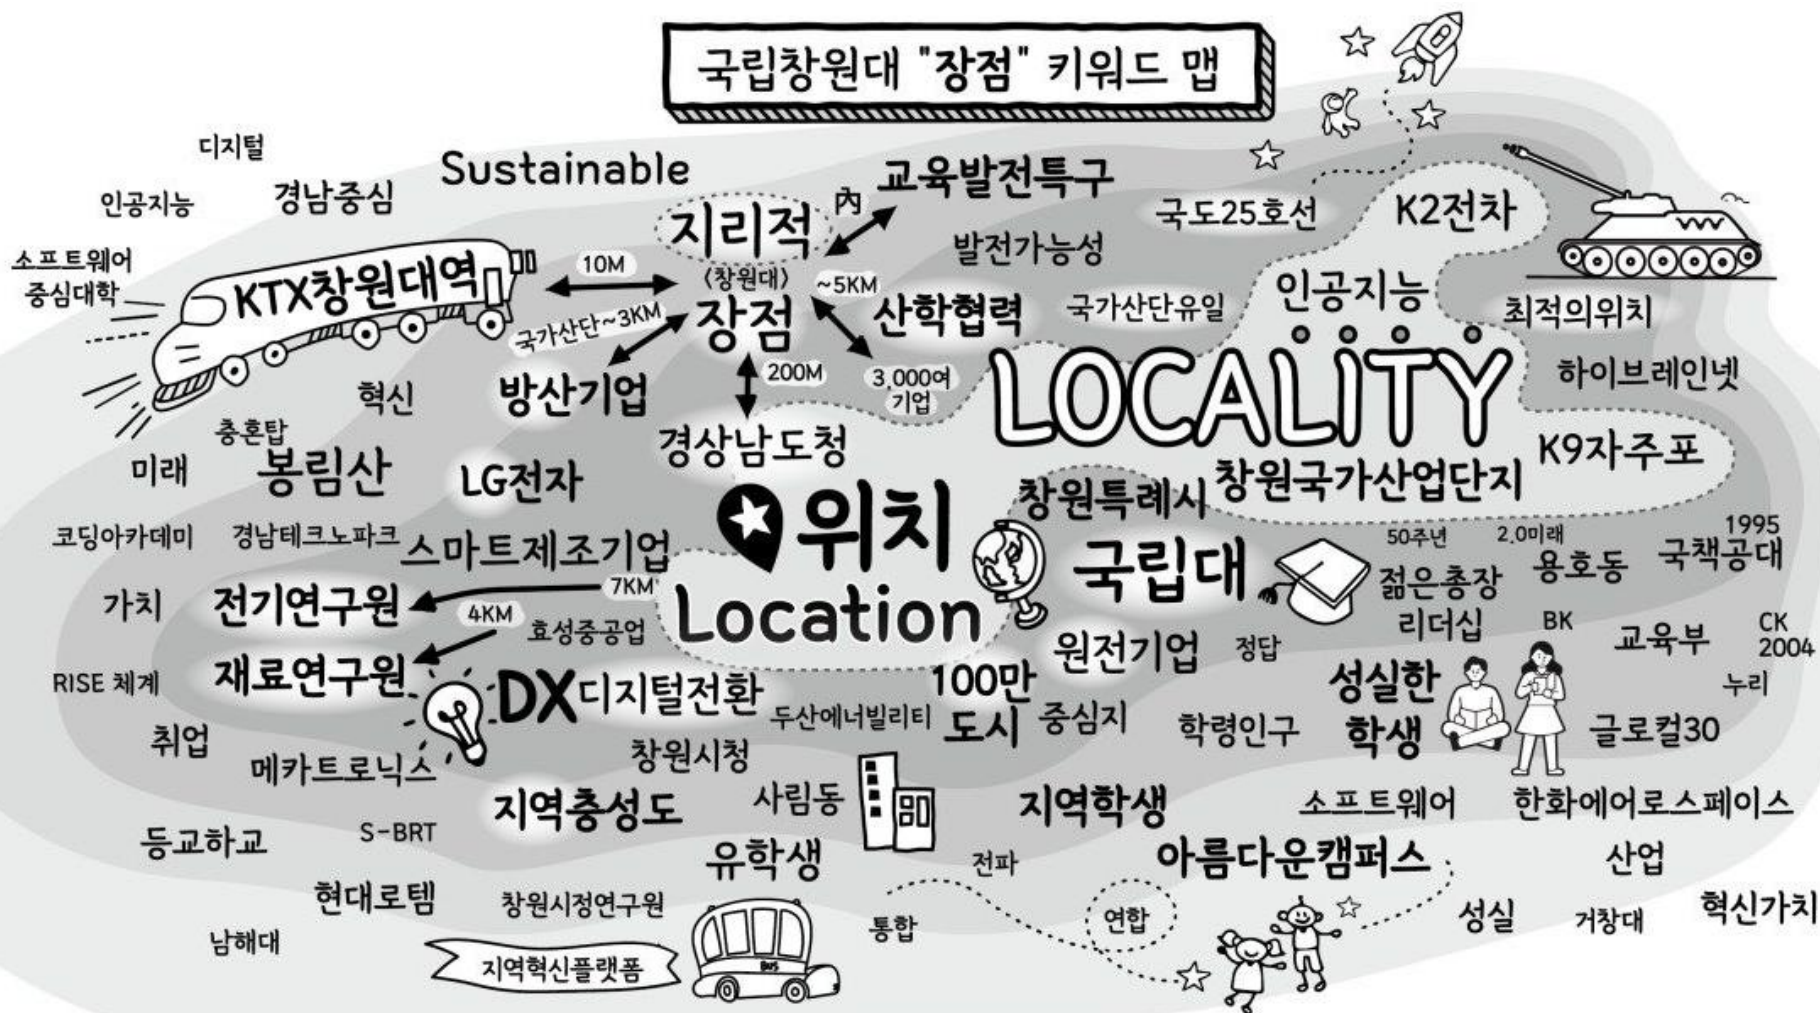 국립창원대 "장점" 키워드 맵
디지털
Sustainable
인공지능
경남중심
지리적
內
교육발전특구
국도25호선
K2전차
소프트웨어
중심대학
KTX창원대역
10M
〈창원대〉
장점
~5KM
발전가능성
산학협력
국가산단유일
인공지능
최적의위치
국가산단~3KM
혁신
방산기업
200M
3,000여
기업
LOCALITY
하이브레인넷
충혼탑
미래
봉림산
LG전자
경상남도청
K9자주포
창원특례시
창원국가산업단지
위치
Location
코딩아카데미
경남테크노파크
스마트제조기업
국립대
50주년
2.0미래
1995
국책공대
젊은총장
리더십
용호동
가치
전기연구원
7KM
4KM
효성중공업
원전기업
정답
BK
교육부
CK
2004
RISE 체계
재료연구원
DX디지털전환
100만
도시
두산에너빌리티
중심지
학령인구
성실한
학생
누리
글로컬30
취업
메카트로닉스
창원시청
지역충성도
사림동
지역학생
소프트웨어
한화에어로스페이스
등교하교
S-BRT
유학생
전파
아름다운캠퍼스
산업
현대로템
창원시정연구원
통합
연합
성실
거창대
혁신가치
남해대
지역혁신플랫폼
BUS